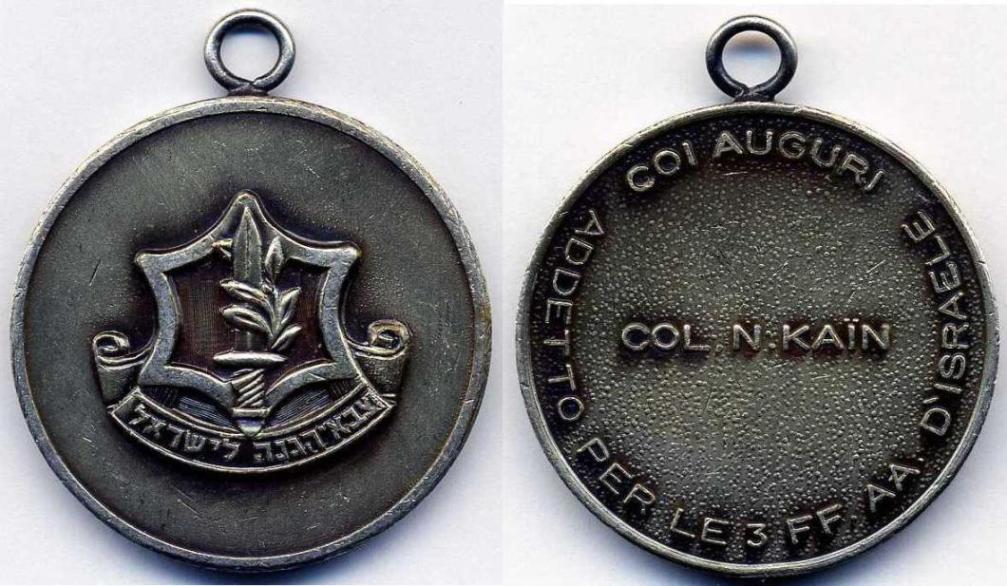 צבא הגנה לישראל
COI AUGURI
COL. N. KAÏN
ADDETTO PER LE 3 FF. AA. D'ISRAELE